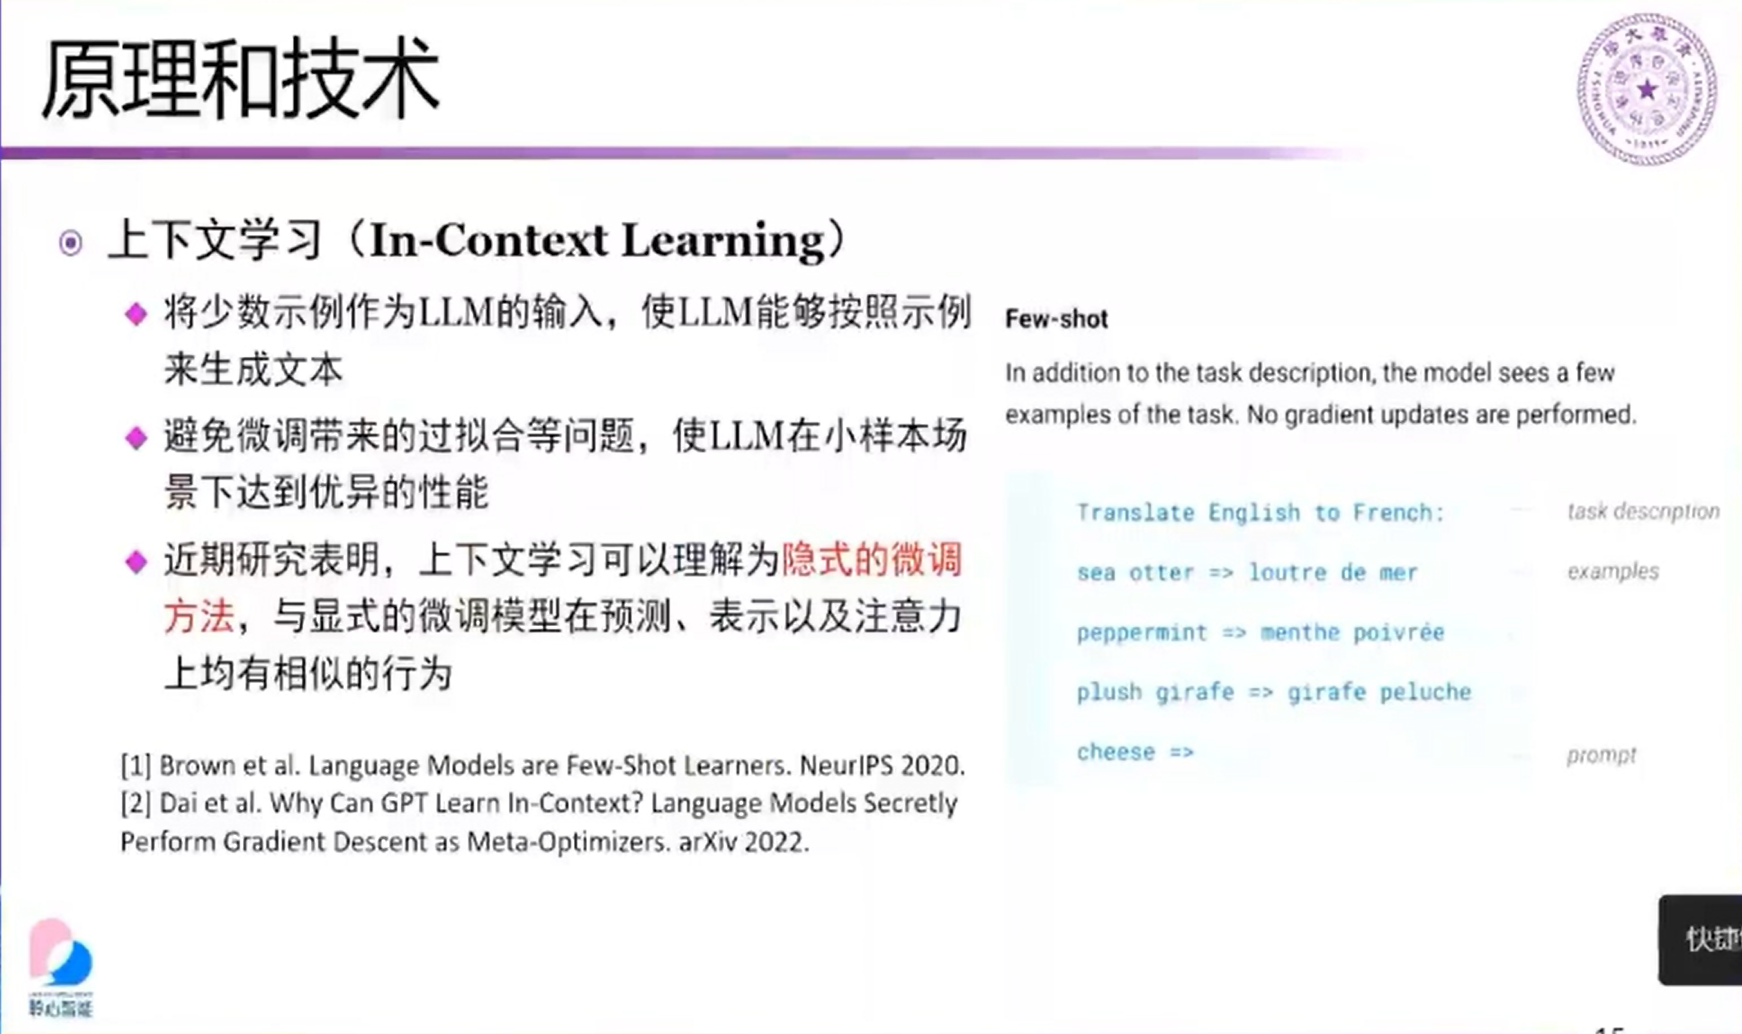 原理和技术
上下文学习（In-Context Learning）
将少数示例作为LLM的输入，使LLM能够按照示例
来生成文本
避免微调带来的过拟合等问题，使LLM在小样本场
景下达到优异的性能
近期研究表明，上下文学习可以理解为隐式的微调
方法，与显式的微调模型在预测、表示以及注意力
上均有相似的行为
[1] Brown et al. Language Models are Few-Shot Learners. NeurIPS 2020.
[2] Dai et al. Why Can GPT Learn In-Context? Language Models Secretly
Perform Gradient Descent as Meta-Optimizers. arXiv 2022.
Few-shot
In addition to the task description, the model sees a few
examples of the task. No gradient updates are performed.
Translate English to French: task description
sea otter => loutre de mer examples
peppermint => menthe poivrée
plush girafe => girafe peluche
cheese => prompt
聆心智能
快捷